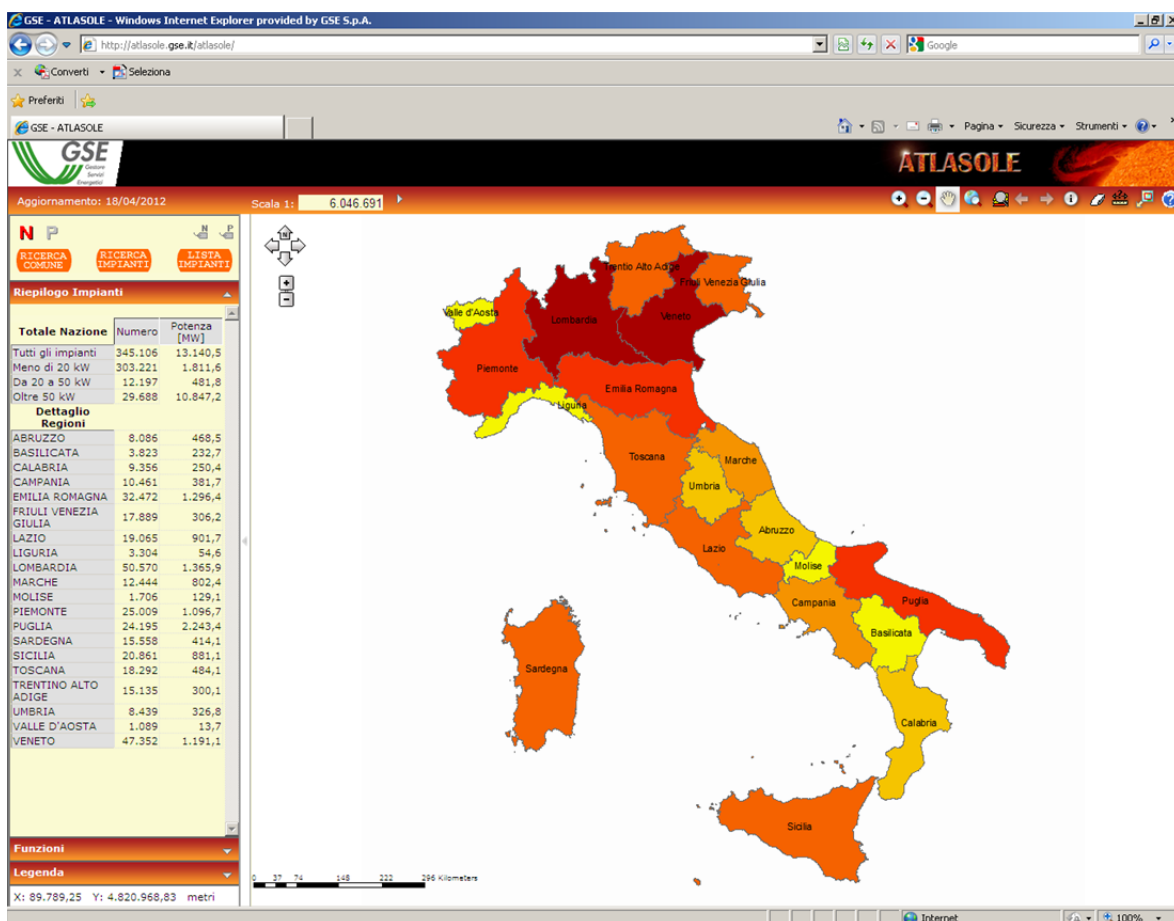 GSE - ATLASOLE - Windows Internet Explorer provided by GSE S.p.A.
http://atlasole.gse.it/atlasole/
Google
x Converti Seleziona
Preferiti
GSE - ATLASOLE
Pagina Sicurezza Strumenti
GSE
Gestore
Servizi
Energetici
ATLASOLE
Aggiornamento: 18/04/2012
Scala 1: 6.046.691
N P
N P
RICERCA COMUNE
RICERCA IMPIANTI
LISTA IMPIANTI
Riepilogo Impianti
Totale Nazione Numero Potenza [MW]
Tutti gli impianti 345.106 13.140,5
Meno di 20 kW 303.221 1.811,6
Da 20 a 50 kW 12.197 481,8
Oltre 50 kW 29.688 10.847,2
Dettaglio
Regioni
ABRUZZO 8.086 468,5
BASILICATA 3.823 232,7
CALABRIA 9.356 250,4
CAMPANIA 10.461 381,7
EMILIA ROMAGNA 32.472 1.296,4
FRIULI VENEZIA GIULIA 17.889 306,2
LAZIO 19.065 901,7
LIGURIA 3.304 54,6
LOMBARDIA 50.570 1.365,9
MARCHE 12.444 802,4
MOLISE 1.706 129,1
PIEMONTE 25.009 1.096,7
PUGLIA 24.195 2.243,4
SARDEGNA 15.558 414,1
SICILIA 20.861 881,1
TOSCANA 18.292 484,1
TRENTINO ALTO ADIGE 15.135 300,1
UMBRIA 8.439 326,8
VALLE D'AOSTA 1.089 13,7
VENETO 47.352 1.191,1
Funzioni
Legenda
X: 89.789,25 Y: 4.820.968,83 metri
N
Trentio Alto Adige
Friuli Venezia Giulia
Valle d'Aosta
Lombardia
Veneto
Piemonte
Emilia Romagna
Liguria
Toscana
Marche
Umbria
Abruzzo
Lazio
Molise
Campania
Puglia
Basilicata
Sardegna
Calabria
Sicilia
0 37 74 148 222 296 Kilometers
Internet
100%